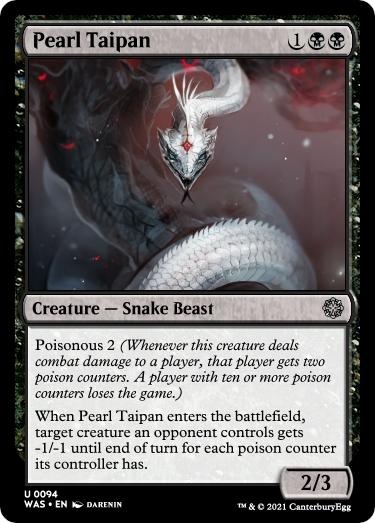 Pearl Taipan 1
Creature — Snake Beast
Poisonous 2 (Whenever this creature deals
combat damage to a player, that player gets two
poison counters. A player with ten or more poison
counters loses the game.)
When Pearl Taipan enters the battlefield,
target creature an opponent controls gets
-1/-1 until end of turn for each poison counter
its controller has.
2/3
U 0094
WAS • EN DARENIN
™ & © 2021 CanterburyEgg